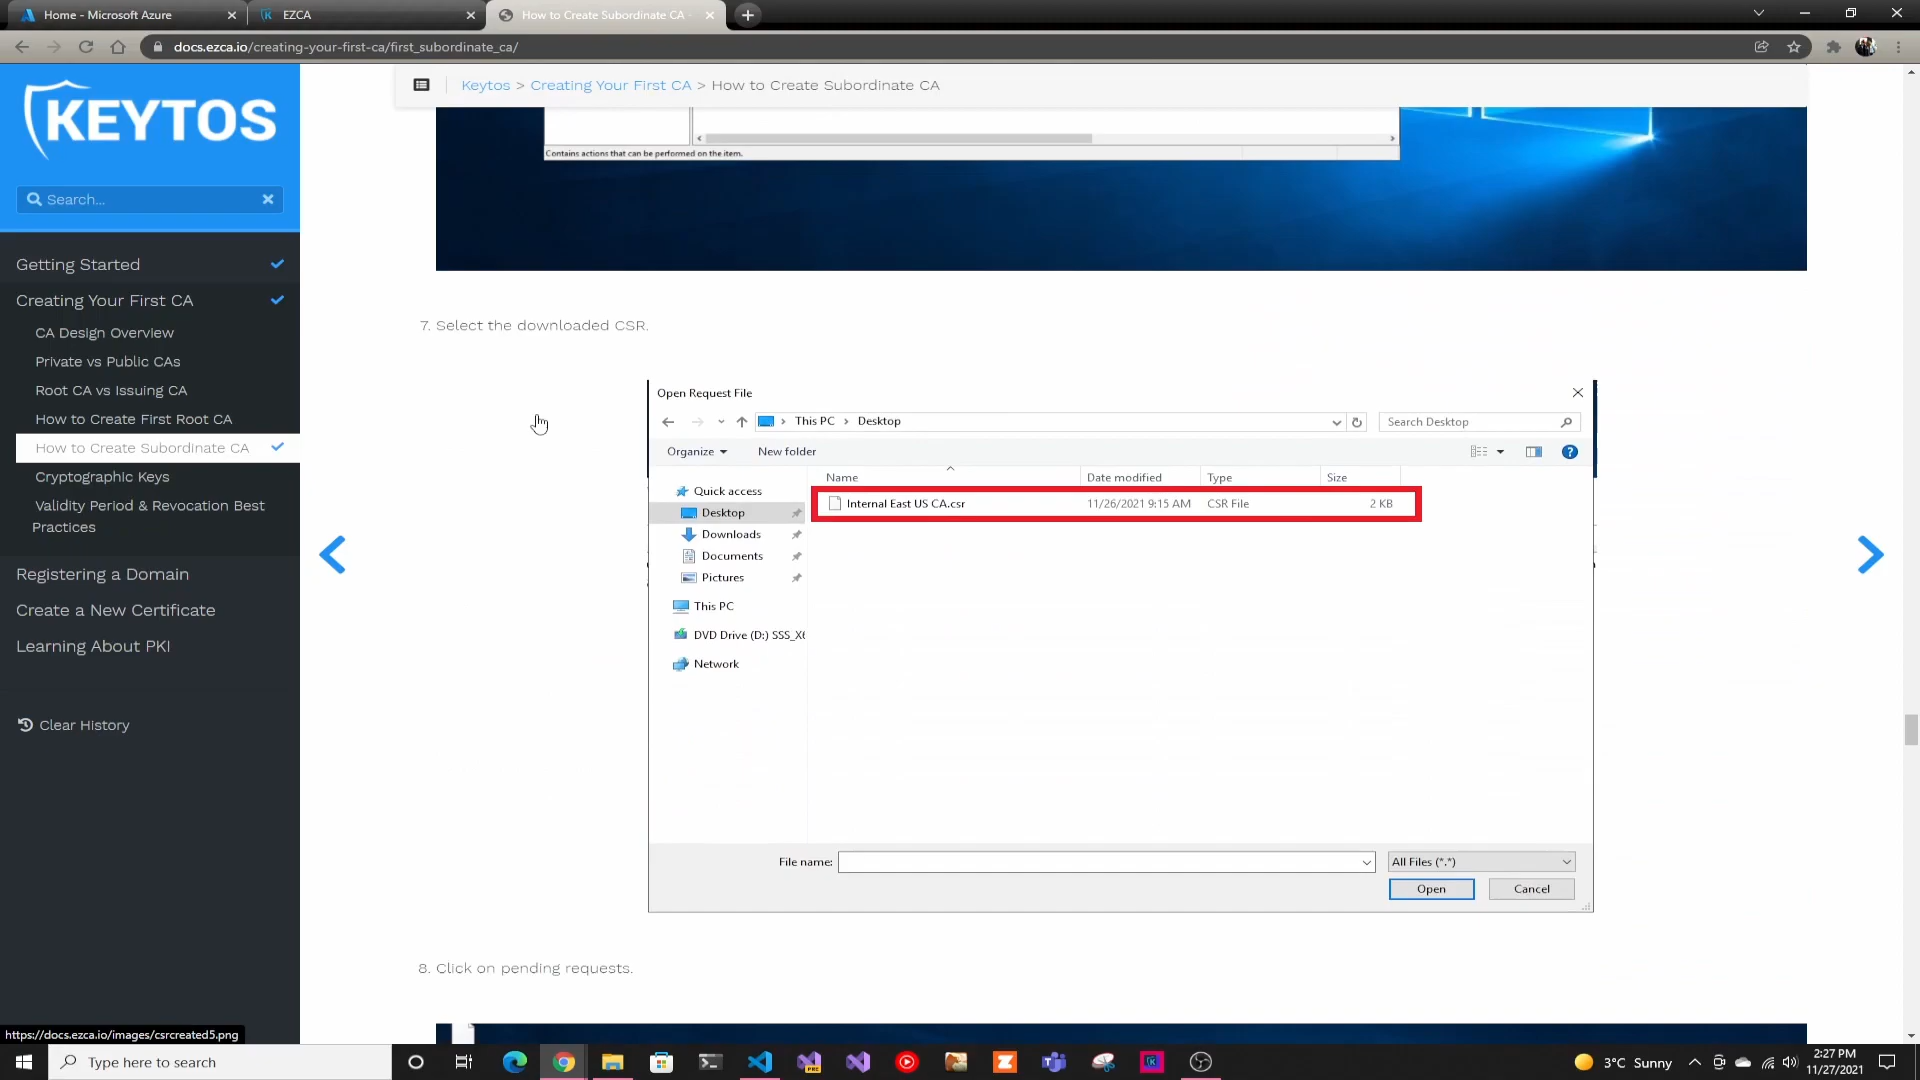 Home - Microsoft Azure
EZCA
How to Create Subordinate CA
docs.ezca.io/creating-your-first-ca/first_subordinate_ca/
KEYTOS
Search...
Keytos > Creating Your First CA > How to Create Subordinate CA
Contains actions that can be performed on the item.
Getting Started
Creating Your First CA
CA Design Overview
Private vs Public CAs
Root CA vs Issuing CA
How to Create First Root CA
How to Create Subordinate CA
Cryptographic Keys
Validity Period & Revocation Best
Practices
Registering a Domain
Create a New Certificate
Learning About PKI
Clear History
7. Select the downloaded CSR.
Open Request File
This PC > Desktop
Search Desktop
Organize
New folder
Name
Date modified
Type
Size
Quick access
Desktop
Downloads
Documents
Pictures
This PC
DVD Drive (D:) SSS_X6
Network
Internal East US CA.csr
11/26/2021 9:15 AM
CSR File
2 KB
File name:
All Files (*.*)
Open
Cancel
8. Click on pending requests.
https://docs.ezca.io/images/csrcreated5.png
Type here to search
3°C Sunny
2:27 PM
11/27/2021